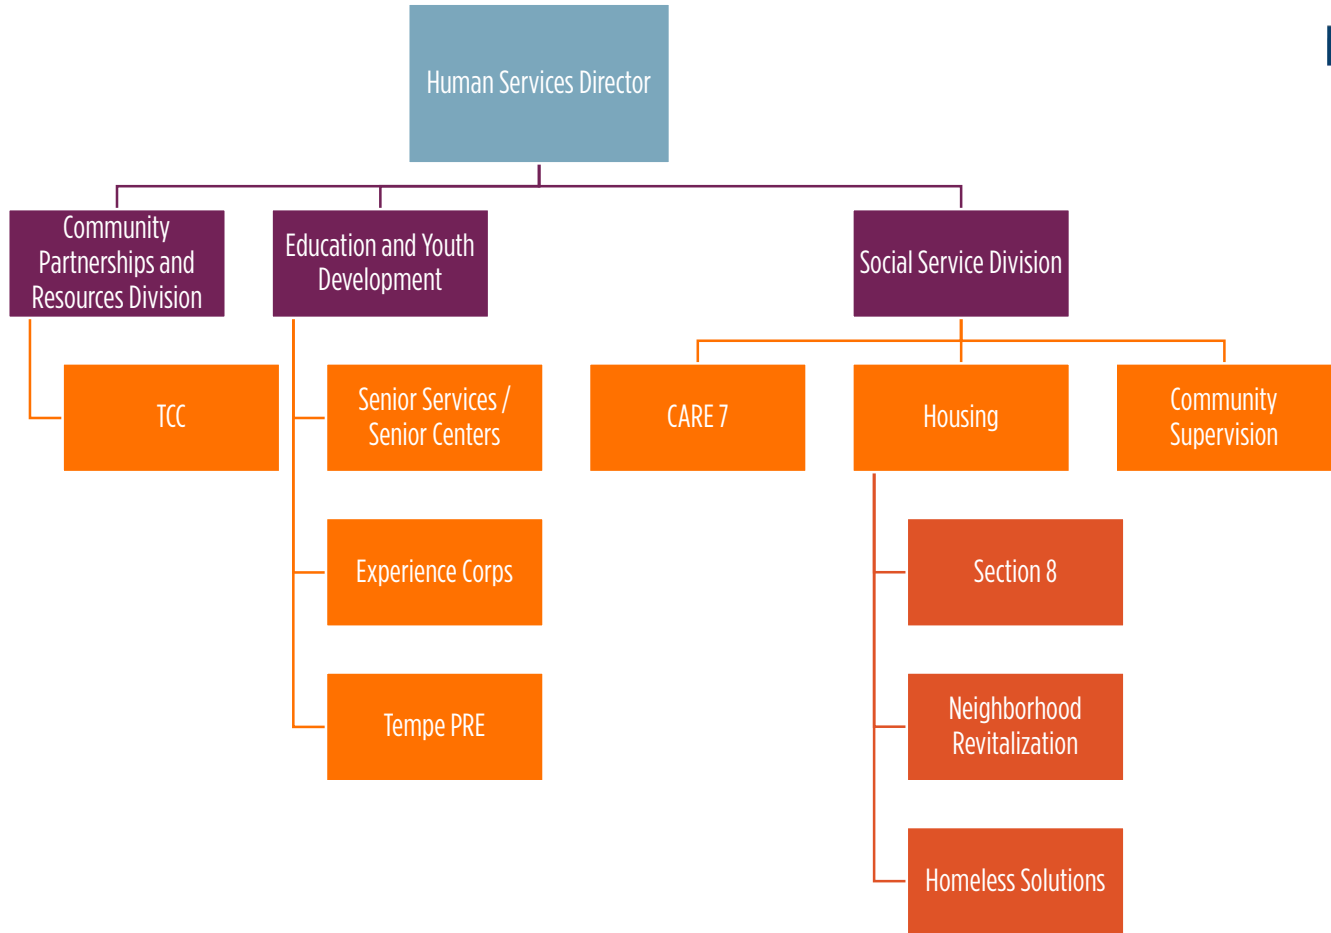 Human Services Director
Community
Partnerships and
Resources Division
Education and Youth
Development
Social Service Division
TCC
Senior Services /
Senior Centers
CARE 7
Housing
Community
Supervision
Experience Corps
Section 8
Tempe PRE
Neighborhood
Revitalization
Homeless Solutions